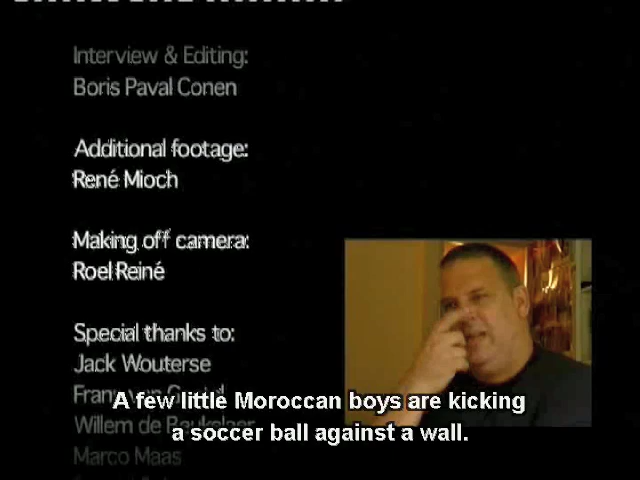 Interview & Editing:
Boris Paval Conen
Additional footage:
René Mioch
Making off camera:
Roel Reiné
Special thanks to:
Jack Wouterse
A few little Moroccan boys are kicking
a soccer ball against a wall.
Willem de
Marco Maas